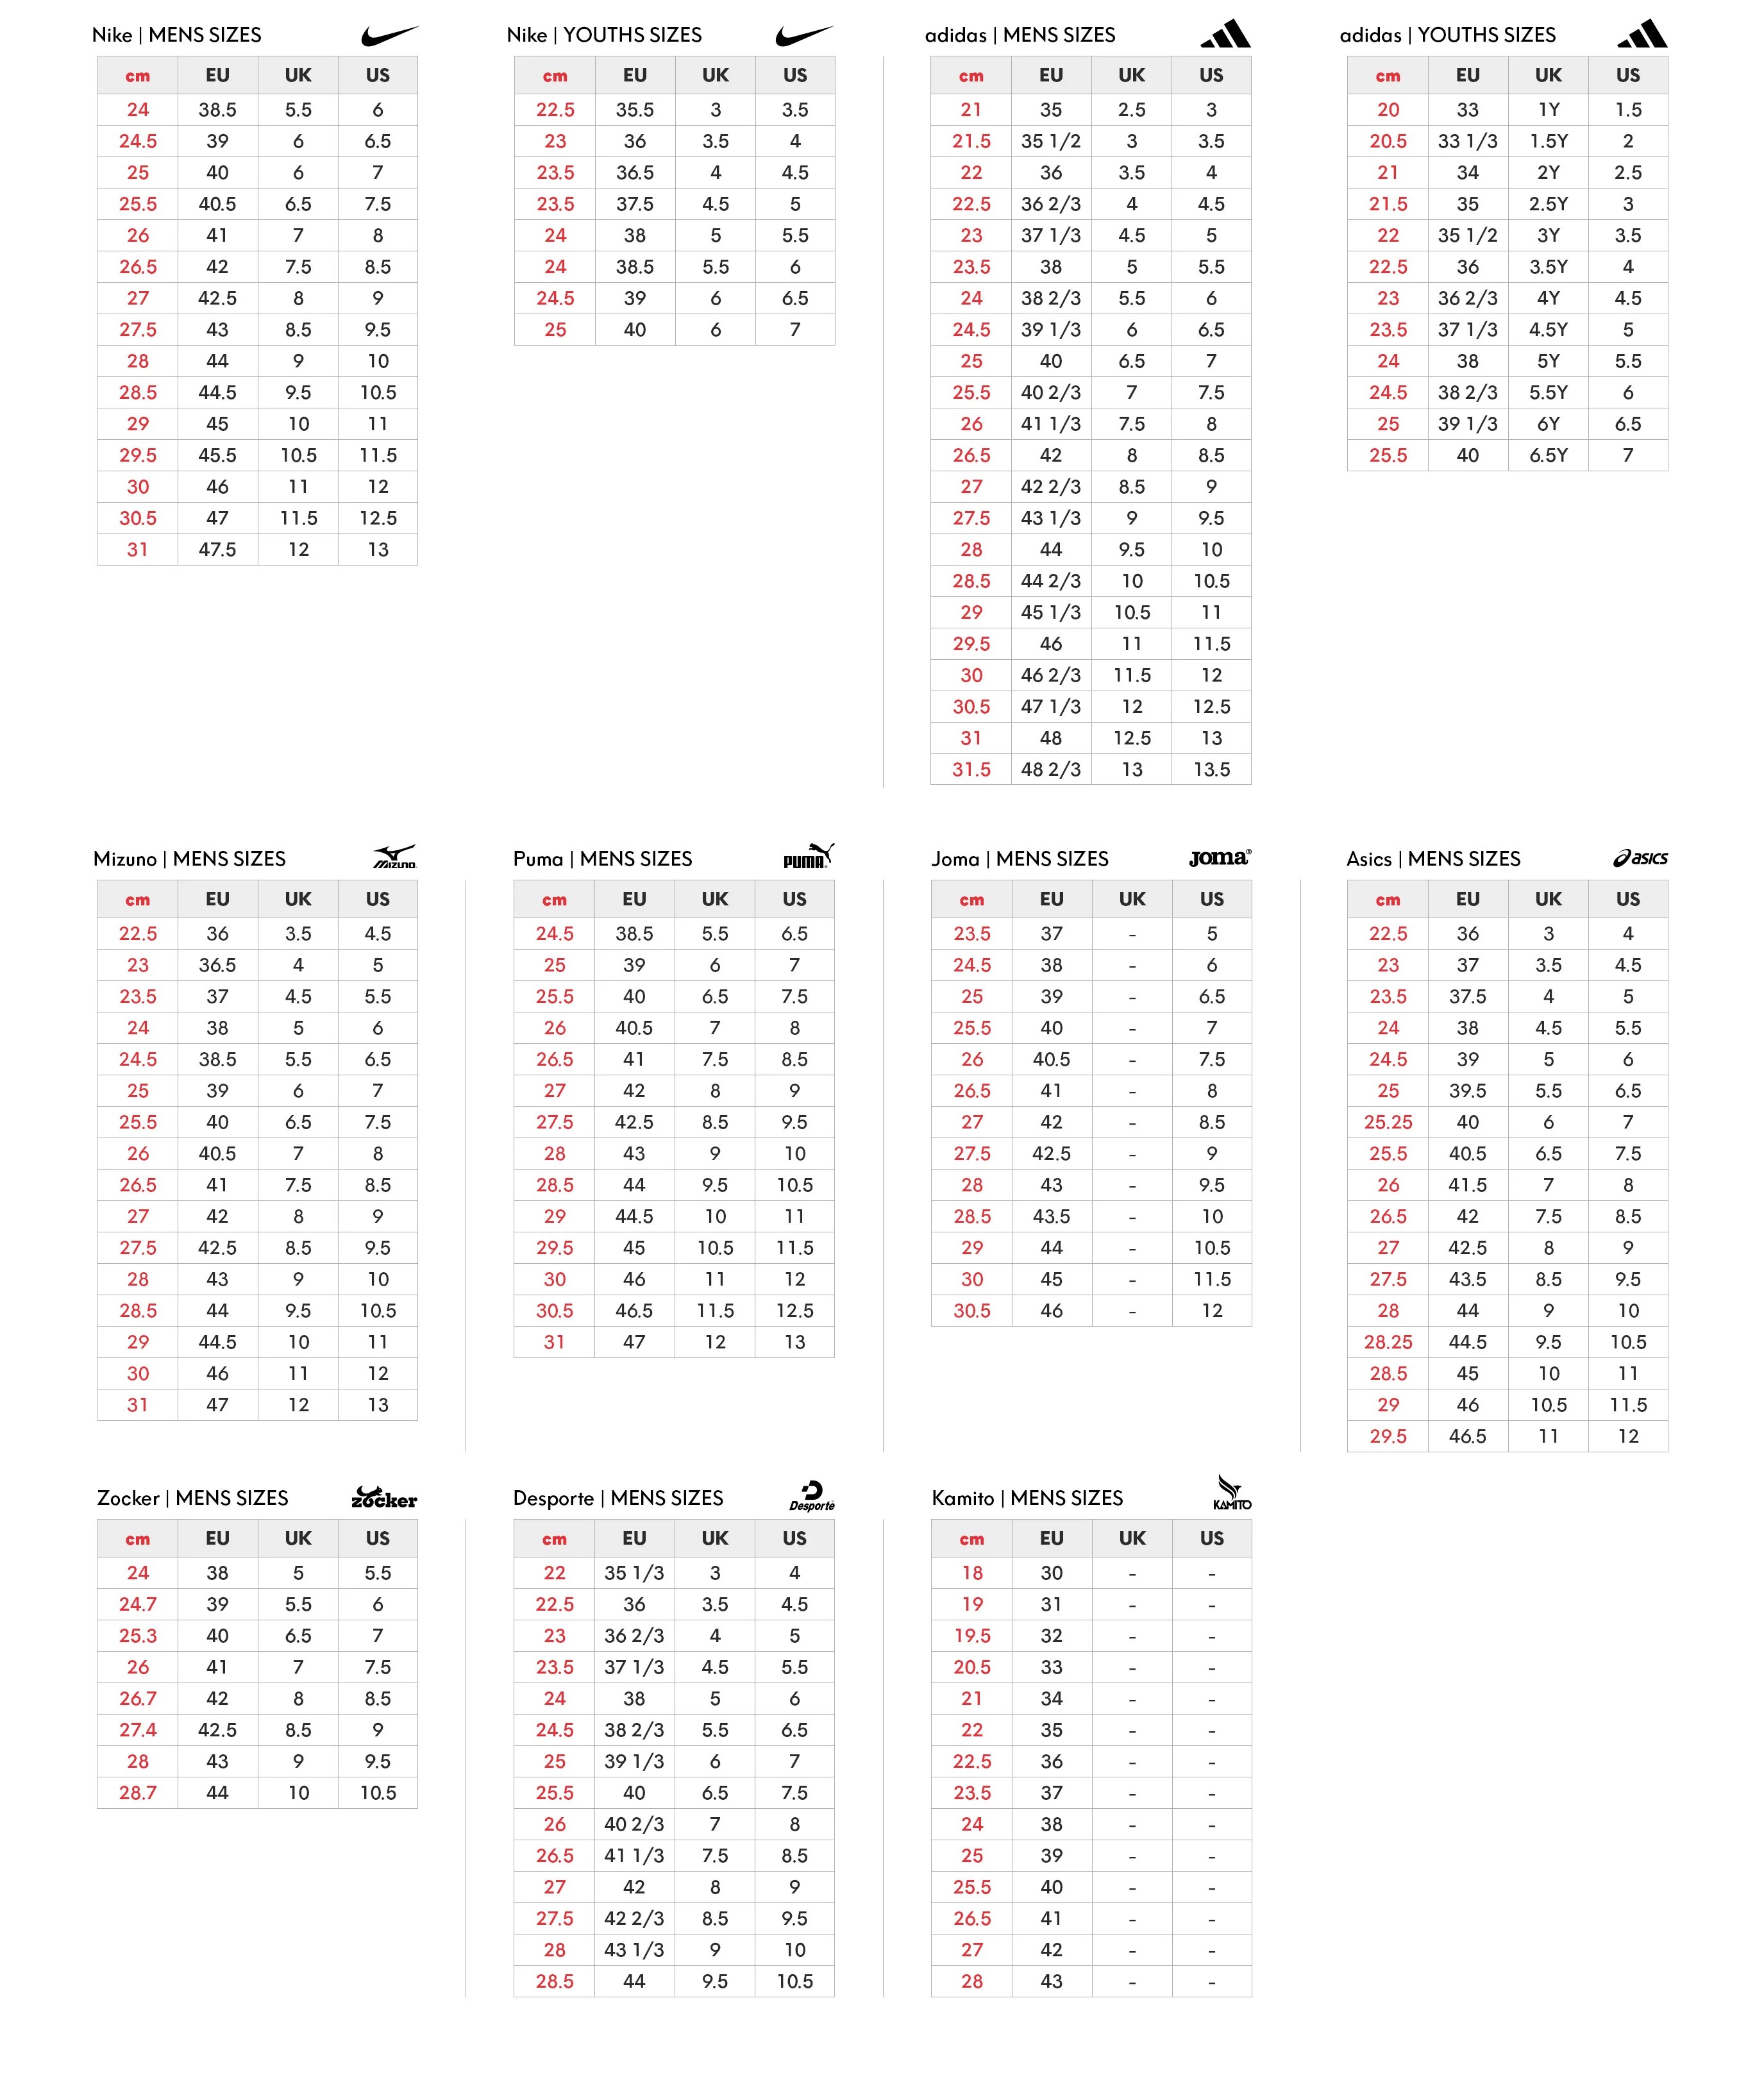 Nike | MENS SIZES
cm EU UK US
24 38.5 5.5 6
24.5 39 6 6.5
25 40 6 7
25.5 40.5 6.5 7.5
26 41 7 8
26.5 42 7.5 8.5
27 42.5 8 9
27.5 43 8.5 9.5
28 44 9 10
28.5 44.5 9.5 10.5
29 45 10 11
29.5 45.5 10.5 11.5
30 46 11 12
30.5 47 11.5 12.5
31 47.5 12 13
Nike | YOUTHS SIZES
cm EU UK US
22.5 35.5 3 3.5
23 36 3.5 4
23.5 36.5 4 4.5
23.5 37.5 4.5 5
24 38 5 5.5
24 38.5 5.5 6
24.5 39 6 6.5
25 40 6 7
adidas | MENS SIZES
cm EU UK US
21 35 2.5 3
21.5 35 1/2 3 3.5
22 36 3.5 4
22.5 36 2/3 4 4.5
23 37 1/3 4.5 5
23.5 38 5 5.5
24 38 2/3 5.5 6
24.5 39 1/3 6 6.5
25 40 6.5 7
25.5 40 2/3 7 7.5
26 41 1/3 7.5 8
26.5 42 8 8.5
27 42 2/3 8.5 9
27.5 43 1/3 9 9.5
28 44 9.5 10
28.5 44 2/3 10 10.5
29 45 1/3 10.5 11
29.5 46 11 11.5
30 46 2/3 11.5 12
30.5 47 1/3 12 12.5
31 48 12.5 13
31.5 48 2/3 13 13.5
adidas | YOUTHS SIZES
cm EU UK US
20 33 1Y 1.5
20.5 33 1/3 1.5Y 2
21 34 2Y 2.5
21.5 35 2.5Y 3
22 35 1/2 3Y 3.5
22.5 36 3.5Y 4
23 36 2/3 4Y 4.5
23.5 37 1/3 4.5Y 5
24 38 5Y 5.5
24.5 38 2/3 5.5Y 6
25 39 1/3 6Y 6.5
25.5 40 6.5Y 7
Mizuno | MENS SIZES MIZUNO
cm EU UK US
22.5 36 3.5 4.5
23 36.5 4 5
23.5 37 4.5 5.5
24 38 5 6
24.5 38.5 5.5 6.5
25 39 6 7
25.5 40 6.5 7.5
26 40.5 7 8
26.5 41 7.5 8.5
27 42 8 9
27.5 42.5 8.5 9.5
28 43 9 10
28.5 44 9.5 10.5
29 44.5 10 11
30 46 11 12
31 47 12 13
Puma | MENS SIZES PUMA
cm EU UK US
24.5 38.5 5.5 6.5
25 39 6 7
25.5 40 6.5 7.5
26 40.5 7 8
26.5 41 7.5 8.5
27 42 8 9
27.5 42.5 8.5 9.5
28 43 9 10
28.5 44 9.5 10.5
29 44.5 10 11
29.5 45 10.5 11.5
30 46 11 12
30.5 46.5 11.5 12.5
31 47 12 13
Joma | MENS SIZES Joma®
cm EU UK US
23.5 37 - 5
24.5 38 - 6
25 39 - 6.5
25.5 40 - 7
26 40.5 - 7.5
26.5 41 - 8
27 42 - 8.5
27.5 42.5 - 9
28 43 - 9.5
28.5 43.5 - 10
29 44 - 10.5
30 45 - 11.5
30.5 46 - 12
Asics | MENS SIZES asics
cm EU UK US
22.5 36 3 4
23 37 3.5 4.5
23.5 37.5 4 5
24 38 4.5 5.5
24.5 39 5 6
25 39.5 5.5 6.5
25.25 40 6 7
25.5 40.5 6.5 7.5
26 41.5 7 8
26.5 42 7.5 8.5
27 42.5 8 9
27.5 43.5 8.5 9.5
28 44 9 10
28.25 44.5 9.5 10.5
28.5 45 10 11
29 46 10.5 11.5
29.5 46.5 11 12
Zocker | MENS SIZES zocker
cm EU UK US
24 38 5 5.5
24.7 39 5.5 6
25.3 40 6.5 7
26 41 7 7.5
26.7 42 8 8.5
27.4 42.5 8.5 9
28 43 9 9.5
28.7 44 10 10.5
Desporte | MENS SIZES Desporte
cm EU UK US
22 35 1/3 3 4
22.5 36 3.5 4.5
23 36 2/3 4 5
23.5 37 1/3 4.5 5.5
24 38 5 6
24.5 38 2/3 5.5 6.5
25 39 1/3 6 7
25.5 40 6.5 7.5
26 40 2/3 7 8
26.5 41 1/3 7.5 8.5
27 42 8 9
27.5 42 2/3 8.5 9.5
28 43 1/3 9 10
28.5 44 9.5 10.5
Kamito | MENS SIZES KAMITO
cm EU UK US
18 30 - -
19 31 - -
19.5 32 - -
20.5 33 - -
21 34 - -
22 35 - -
22.5 36 - -
23.5 37 - -
24 38 - -
25 39 - -
25.5 40 - -
26.5 41 - -
27 42 - -
28 43 - -